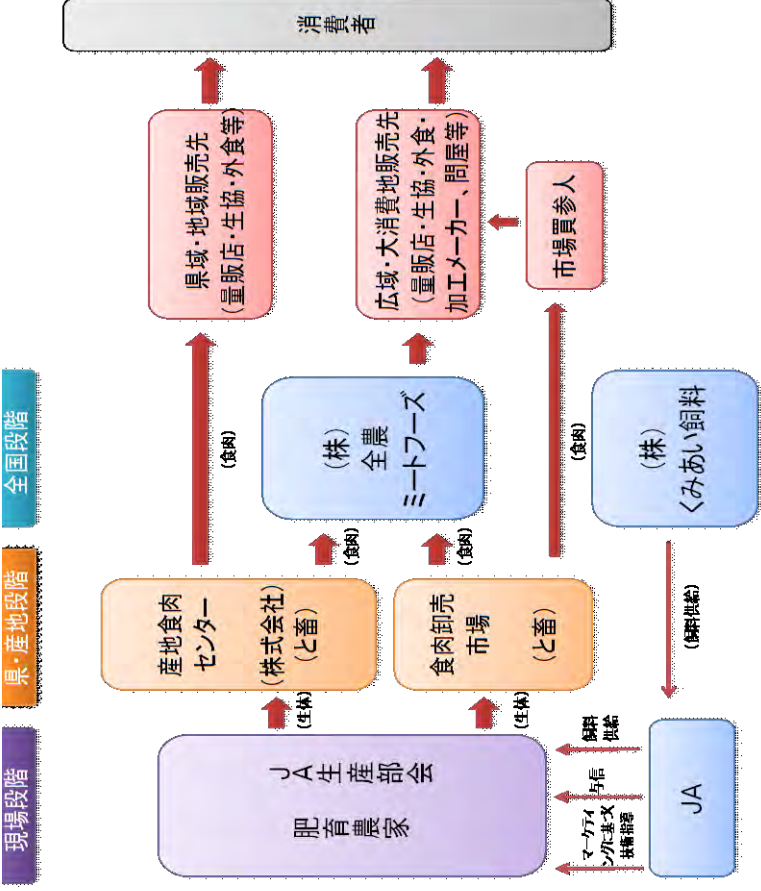 現場段階
県・産地段階
全国段階
JA生産部会
肥育農家
(生体)
(生体)
産地食肉
センター
(株式会社)
(と畜)
食肉卸売
市場
(と畜)
(食肉)
(食肉)
(食肉)
(食肉)
(株)
全農
ミートフーズ
県域・地域販売先
(量販店・生協・外食等)
広域・大消費地販売先
(量販店・生協・外食・
加工メーカー、問屋等)
市場買参人
消費者
JA
マーケティ
ングに基づく
技術指導
与信
飼料
供給
(飼料供給)
(株)
くみあい飼料